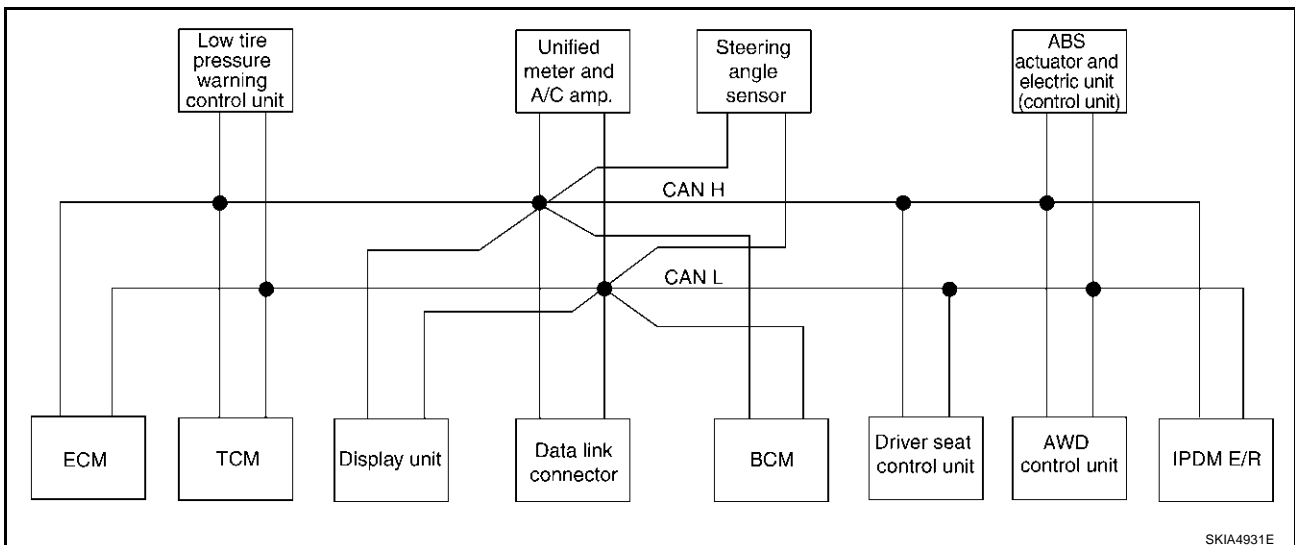 Low tire
pressure
warning
control unit
Unified
meter and
A/C amp.
Steering
angle
sensor
ABS
actuator and
electric unit
(control unit)
CAN H
CAN L
ECM
TCM
Display unit
Data link
connector
BCM
Driver seat
control unit
AWD
control unit
IPDM E/R
SKIA4931E